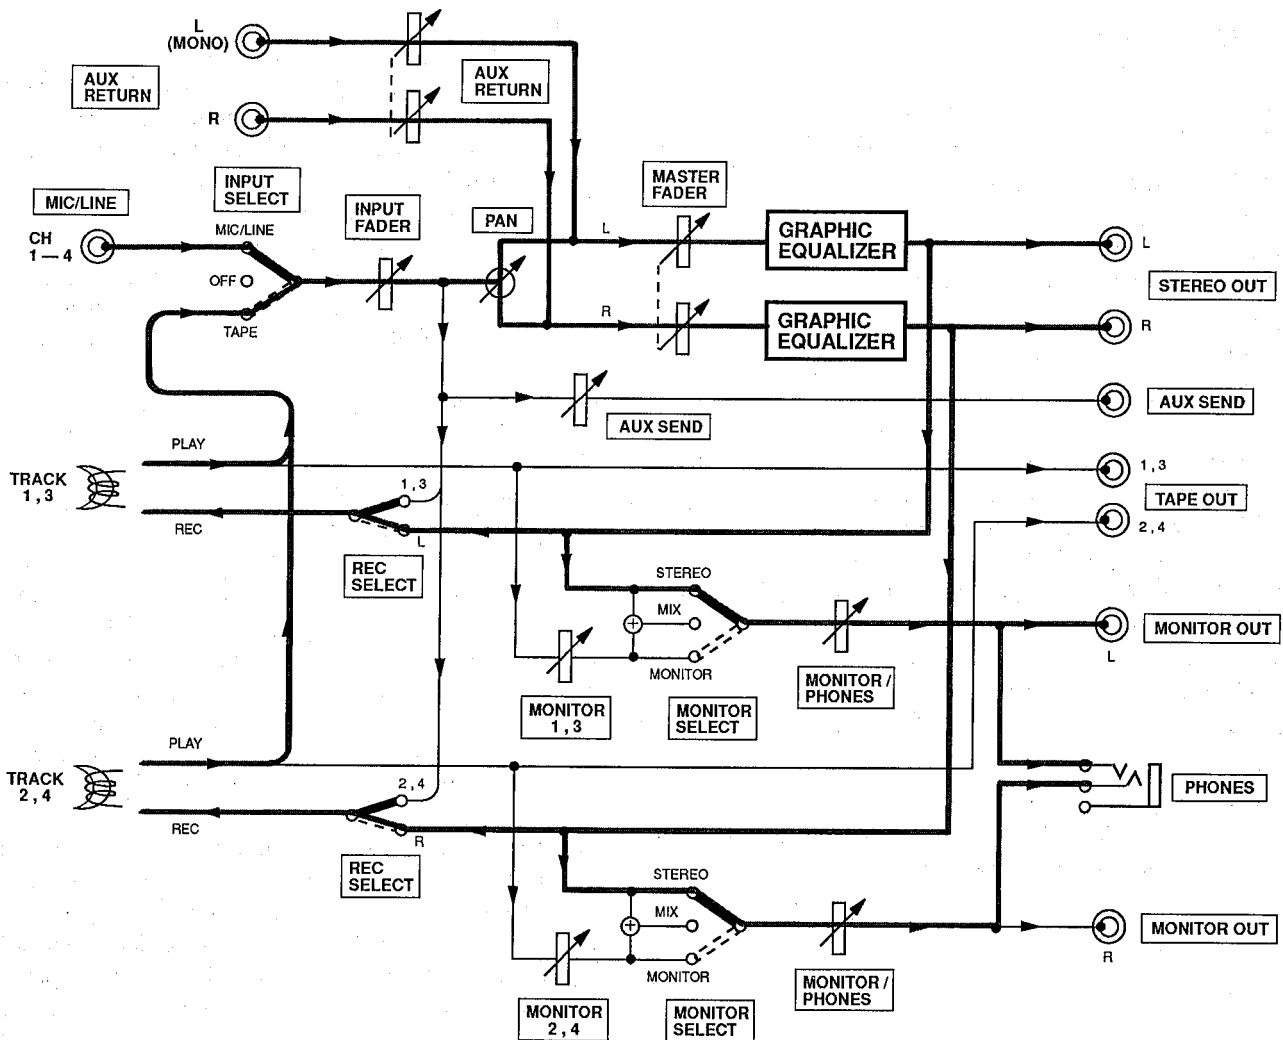 L
(MONO)
AUX
RETURN
AUX
RETURN
R
MIC/LINE
INPUT
SELECT
INPUT
FADER
PAN
MASTER
FADER
MIC/LINE
CH
1—4
OFF
TAPE
L
R
GRAPHIC
EQUALIZER
GRAPHIC
EQUALIZER
L
STEREO OUT
R
AUX SEND
AUX SEND
PLAY
TRACK
1,3
REC
1,3
L
REC
SELECT
1,3
TAPE OUT
2,4
STEREO
MIX
MONITOR
MONITOR
1,3
MONITOR
SELECT
MONITOR /
PHONES
MONITOR OUT
L
PLAY
TRACK
2,4
REC
2,4
R
REC
SELECT
PHONES
STEREO
MIX
MONITOR
MONITOR
2,4
MONITOR
SELECT
MONITOR /
PHONES
MONITOR OUT
R